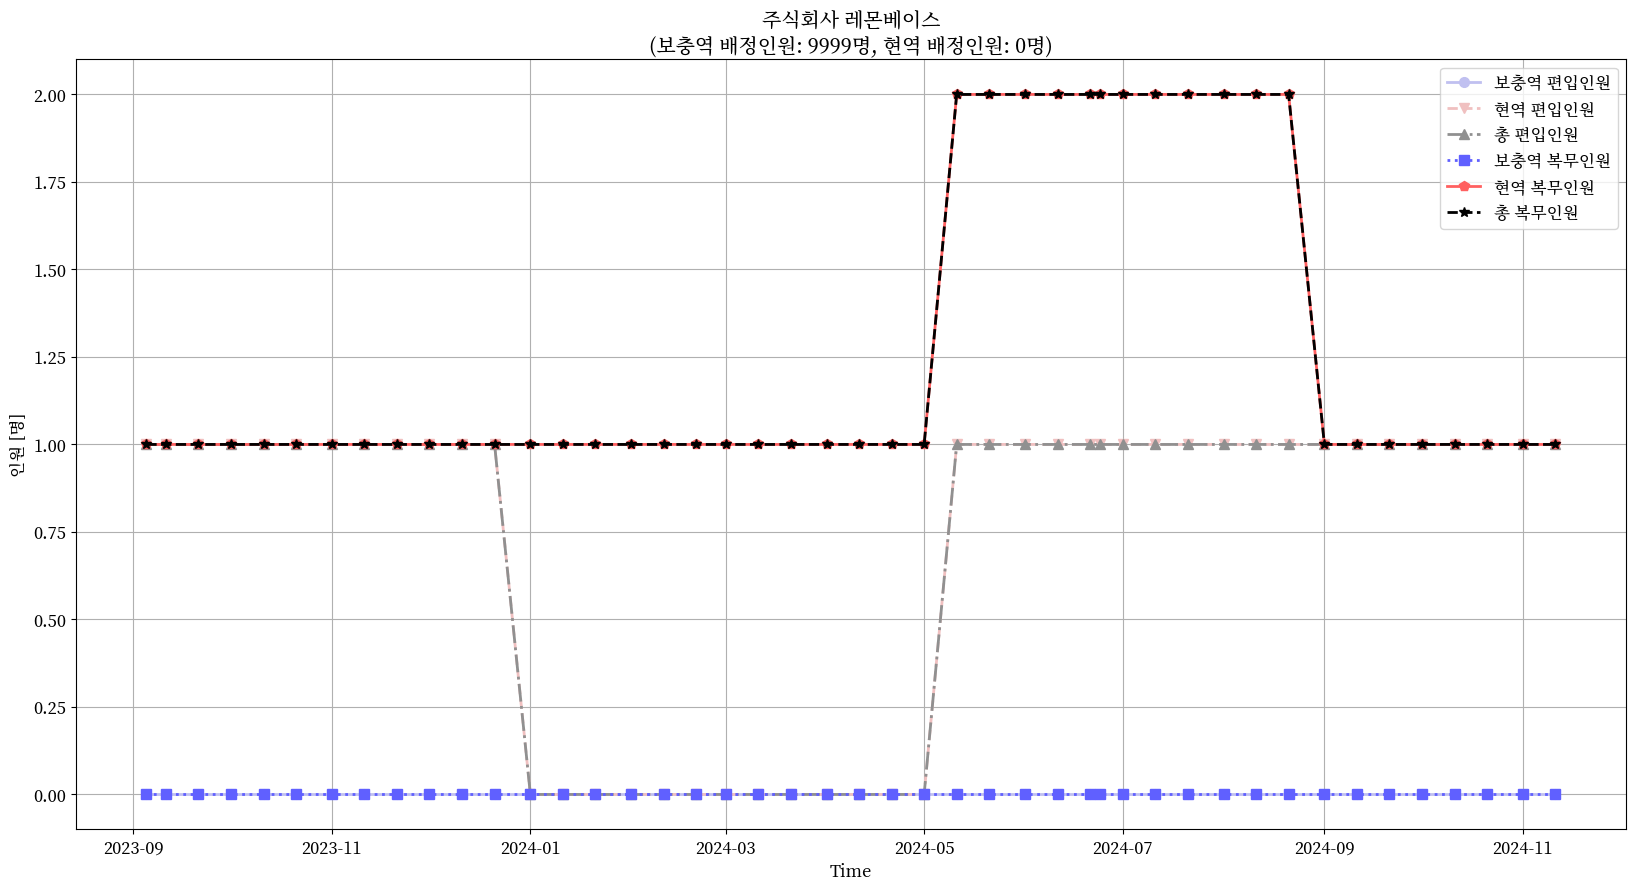 주식회사 레몬베이스
(보충역 배정인원: 9999명, 현역 배정인원: 0명)
보충역 편입인원
현역 편입인원
총 편입인원
보충역 복무인원
현역 복무인원
총 복무인원
인원 [명]
2.00
1.75
1.50
1.25
1.00
0.75
0.50
0.25
0.00
2023-09
2023-11
2024-01
2024-03
2024-05
2024-07
2024-09
2024-11
Time